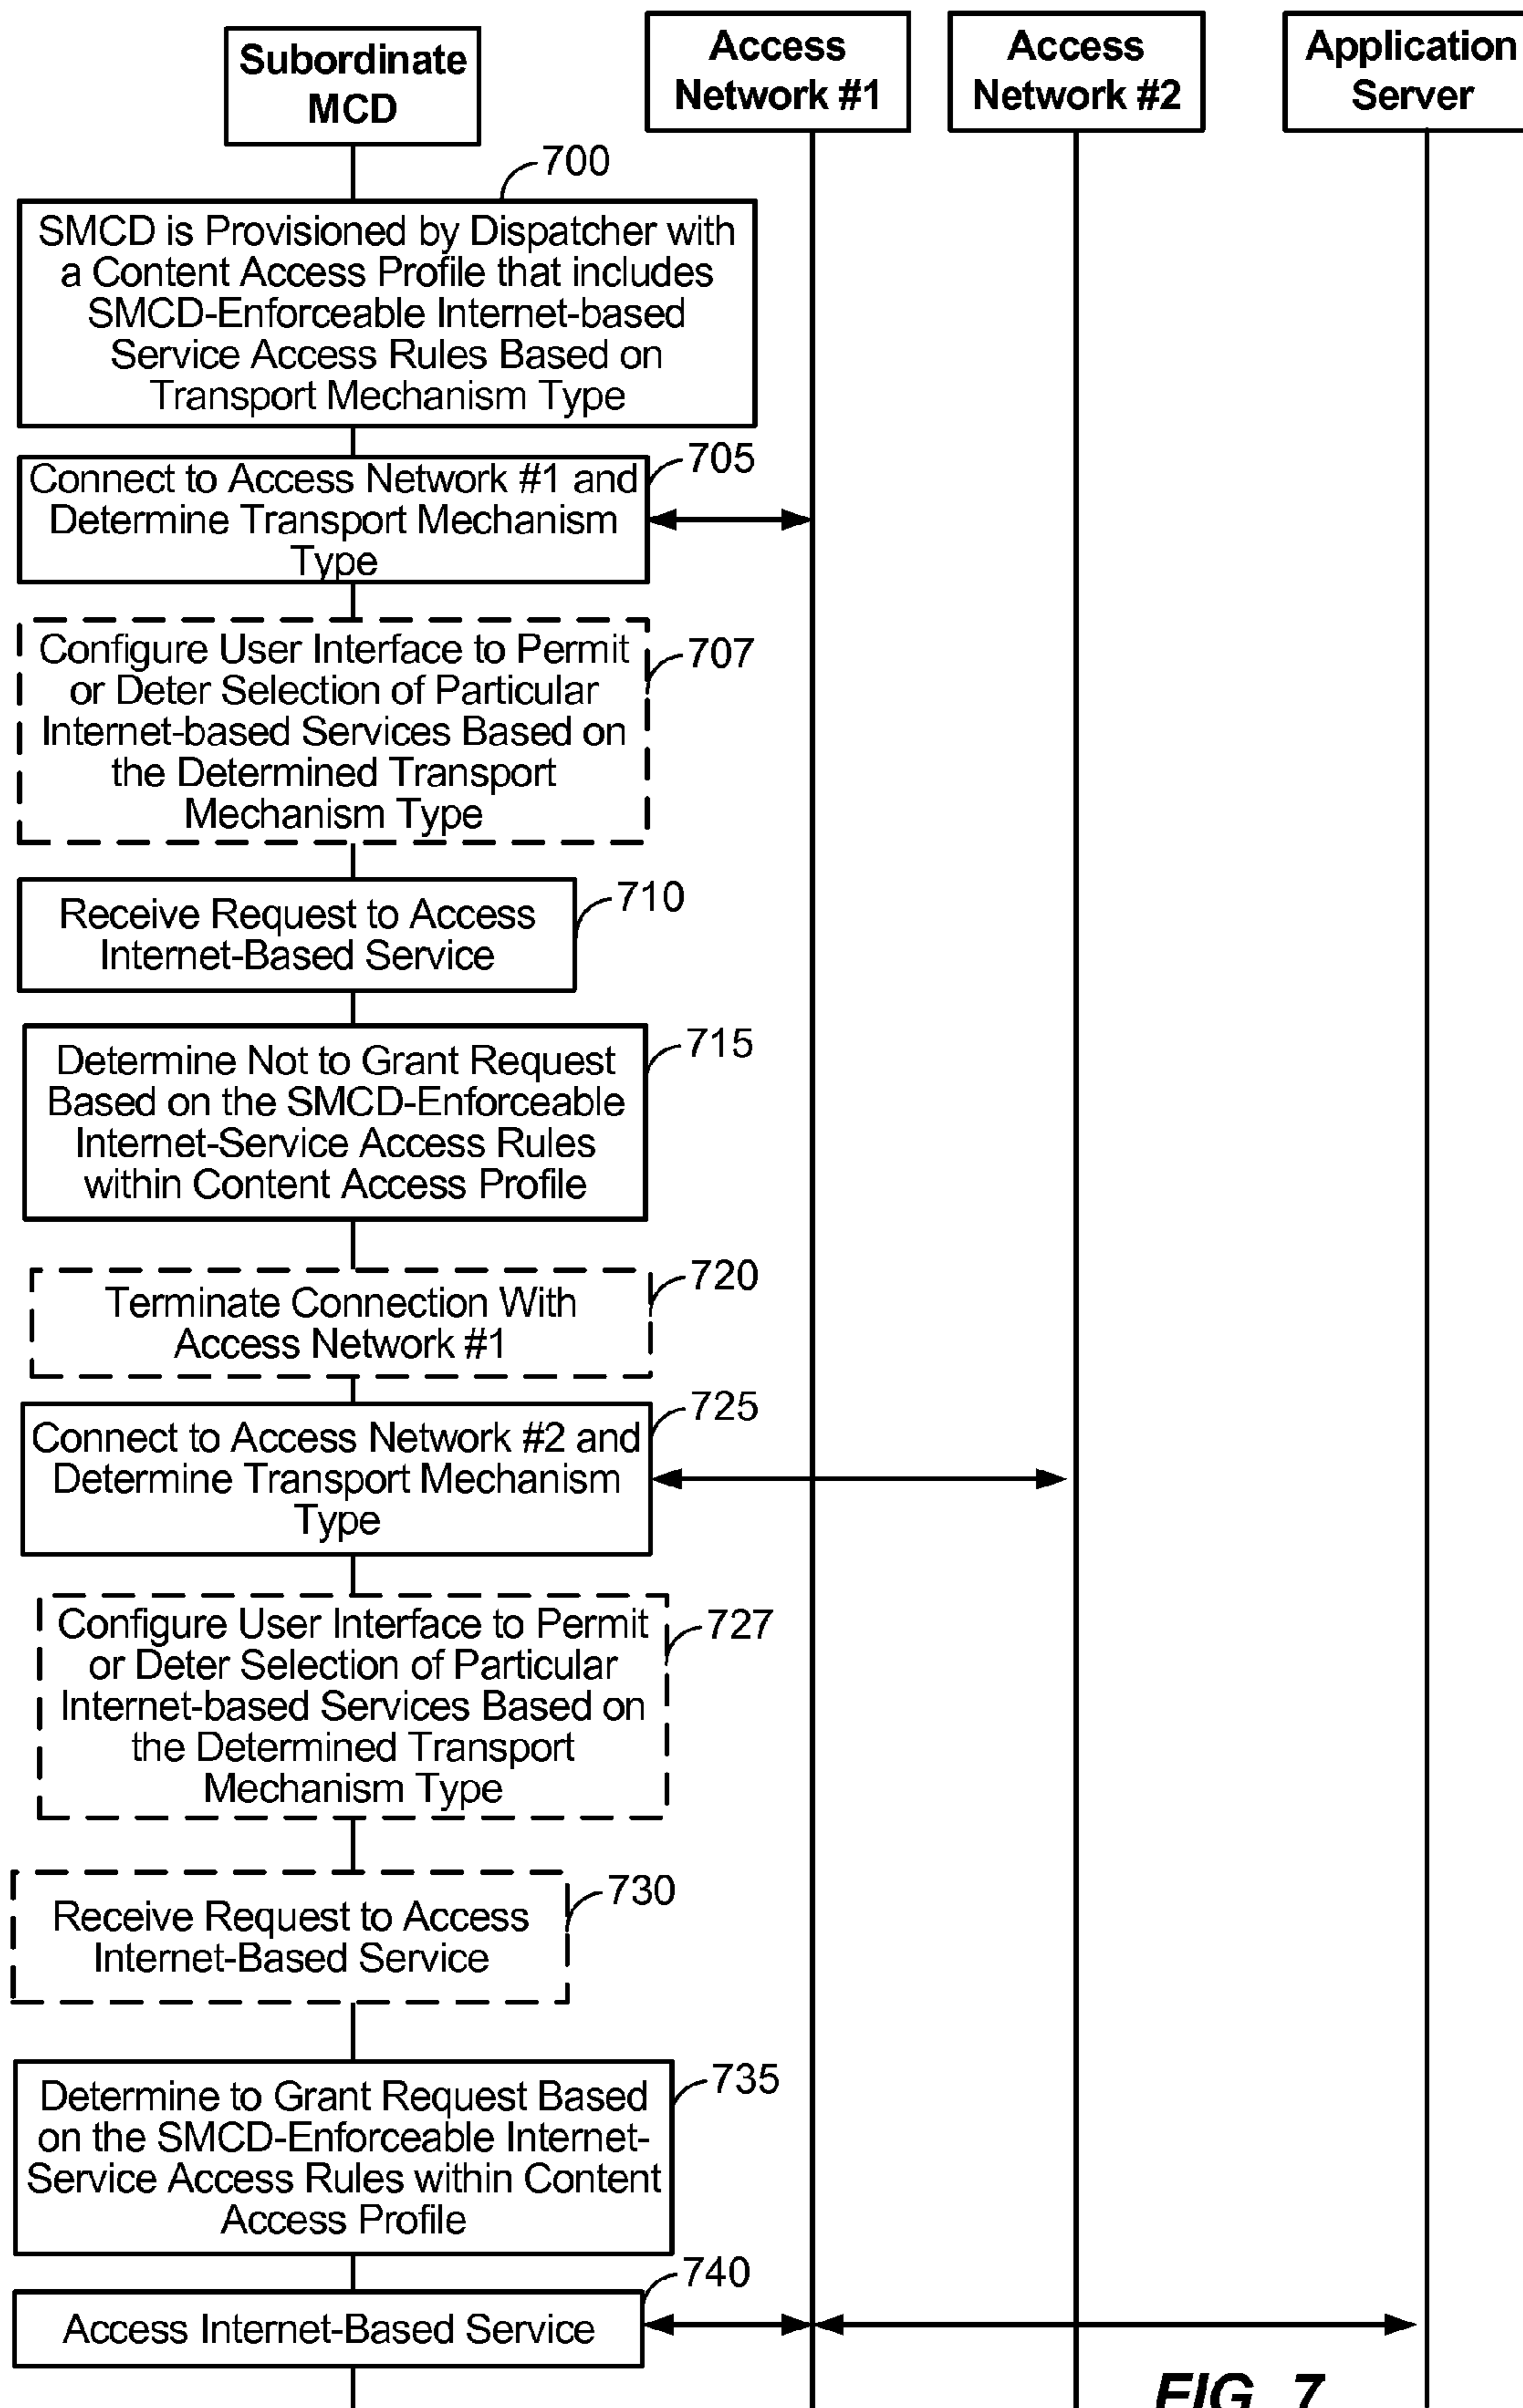 Subordinate
MCD
Access
Network #1
Access
Network #2
Application
Server
700
SMCD is Provisioned by Dispatcher with
a Content Access Profile that includes
SMCD-Enforceable Internet-based
Service Access Rules Based on
Transport Mechanism Type
705
Connect to Access Network #1 and
Determine Transport Mechanism
Type
707
Configure User Interface to Permit
or Deter Selection of Particular
Internet-based Services Based on
the Determined Transport
Mechanism Type
710
Receive Request to Access
Internet-Based Service
715
Determine Not to Grant Request
Based on the SMCD-Enforceable
Internet-Service Access Rules
within Content Access Profile
720
Terminate Connection With
Access Network #1
725
Connect to Access Network #2 and
Determine Transport Mechanism
Type
727
Configure User Interface to Permit
or Deter Selection of Particular
Internet-based Services Based on
the Determined Transport
Mechanism Type
730
Receive Request to Access
Internet-Based Service
735
Determine to Grant Request Based
on the SMCD-Enforceable Internet-
Service Access Rules within Content
Access Profile
740
Access Internet-Based Service
FIG. 7